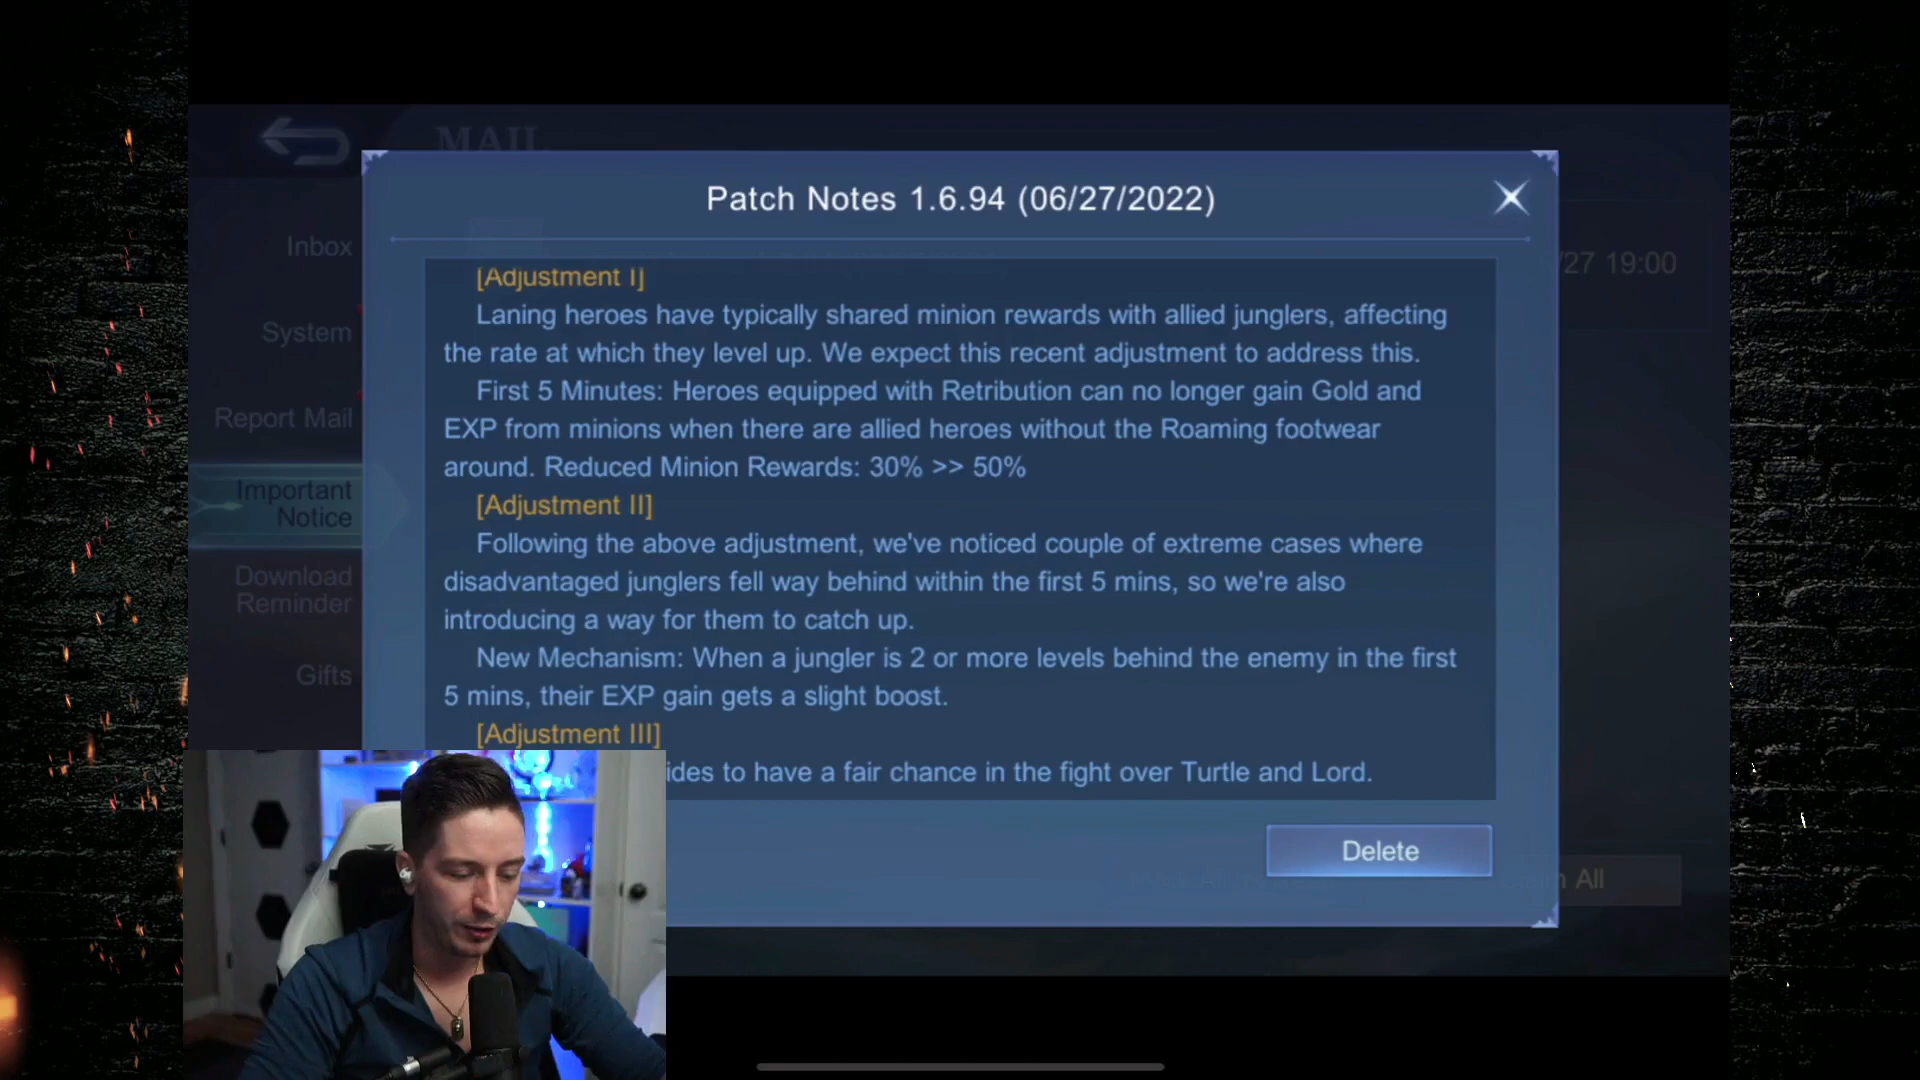 MAIL
Patch Notes 1.6.94 (06/27/2022)
Inbox
System
Report Mail
Important
Notice
Download
Reminder
Gifts
/27 19:00
[Adjustment I]
Laning heroes have typically shared minion rewards with allied junglers, affecting
the rate at which they level up. We expect this recent adjustment to address this.
First 5 Minutes: Heroes equipped with Retribution can no longer gain Gold and
EXP from minions when there are allied heroes without the Roaming footwear
around. Reduced Minion Rewards: 30% >> 50%
[Adjustment II]
Following the above adjustment, we've noticed couple of extreme cases where
disadvantaged junglers fell way behind within the first 5 mins, so we're also
introducing a way for them to catch up.
New Mechanism: When a jungler is 2 or more levels behind the enemy in the first
5 mins, their EXP gain gets a slight boost.
[Adjustment III]
ides to have a fair chance in the fight over Turtle and Lord.
Delete
All